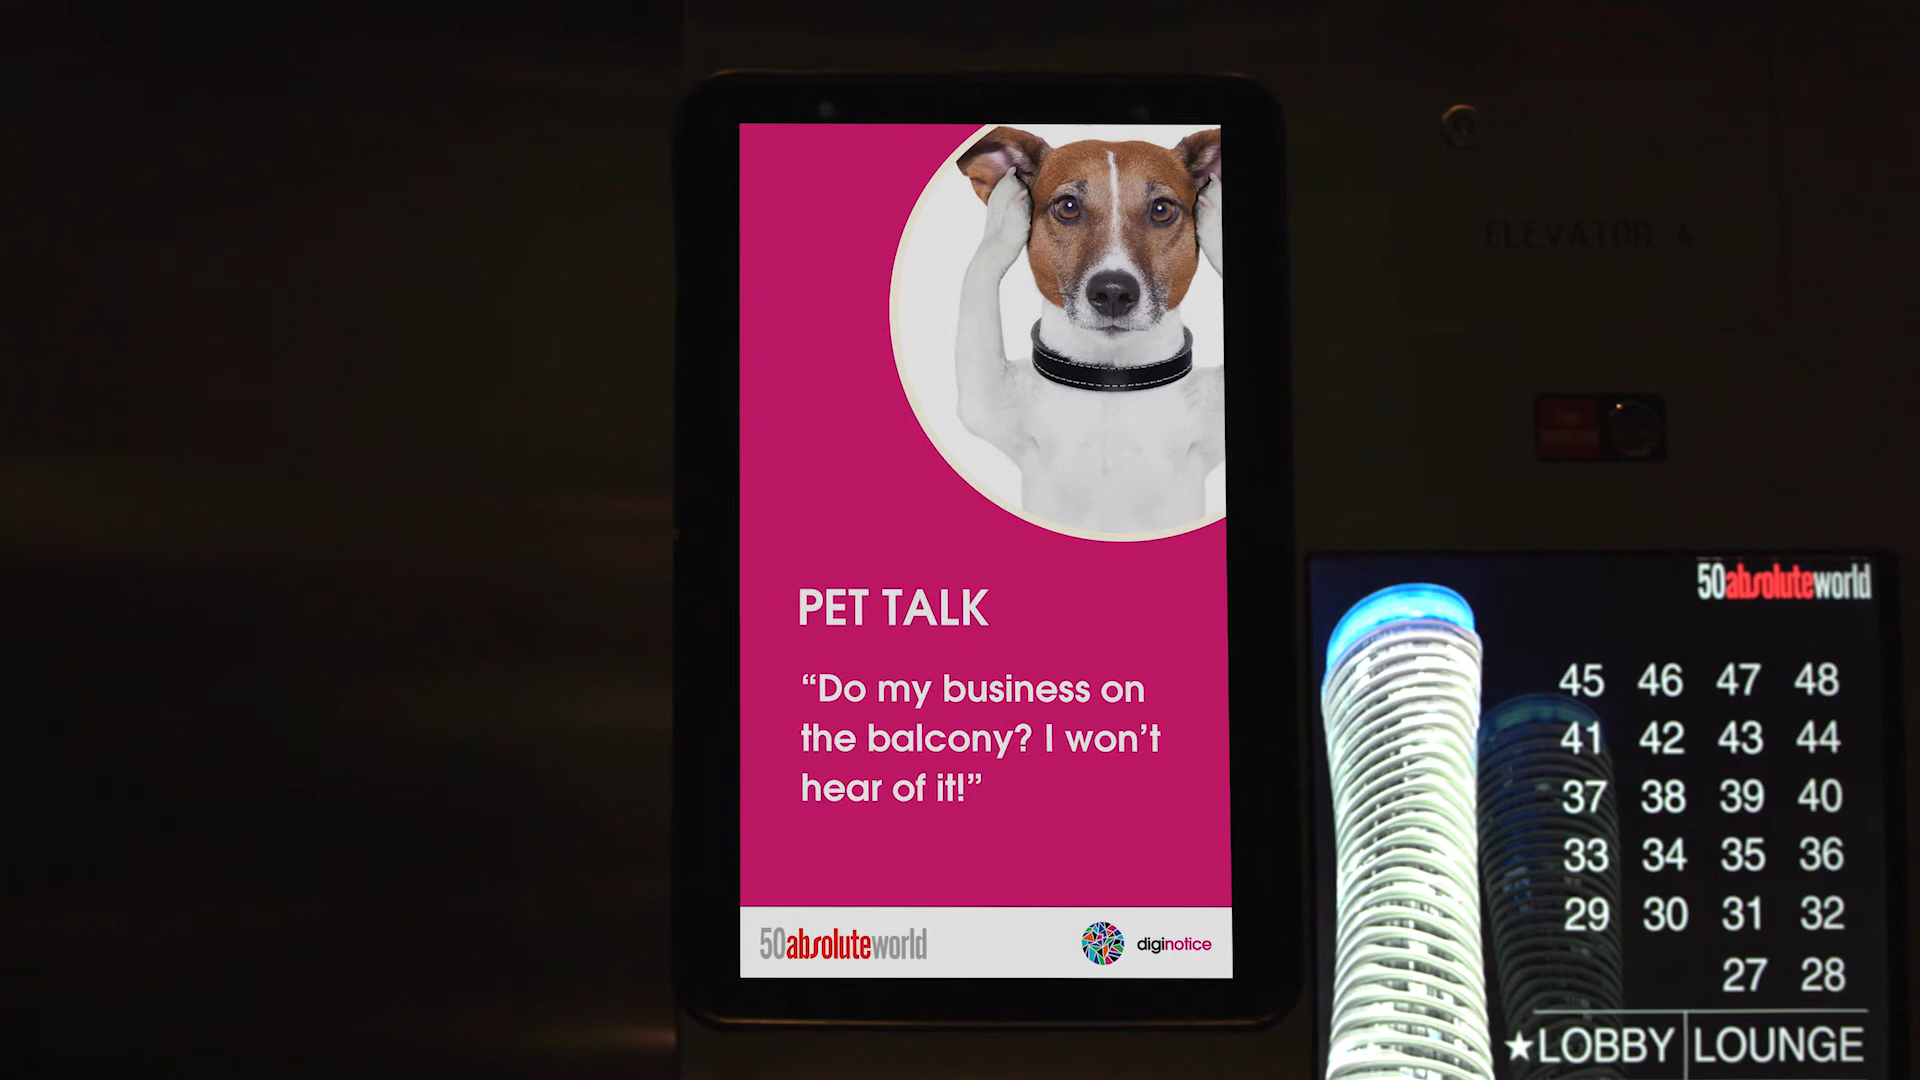 PET TALK
“Do my business on
the balcony? I won’t
hear of it!”
50absoluteworld
diginotice
ELEVATOR 4
50absoluteworld
45 46 47 48
41 42 43 44
37 38 39 40
33 34 35 36
29 30 31 32
27 28
★LOBBY LOUNGE